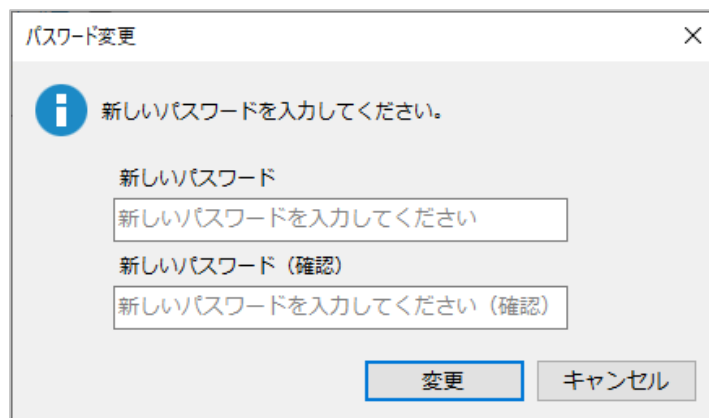 パスワード変更
新しいパスワードを入力してください。
新しいパスワード
新しいパスワードを入力してください
新しいパスワード（確認）
新しいパスワードを入力してください（確認）
変更
キャンセル